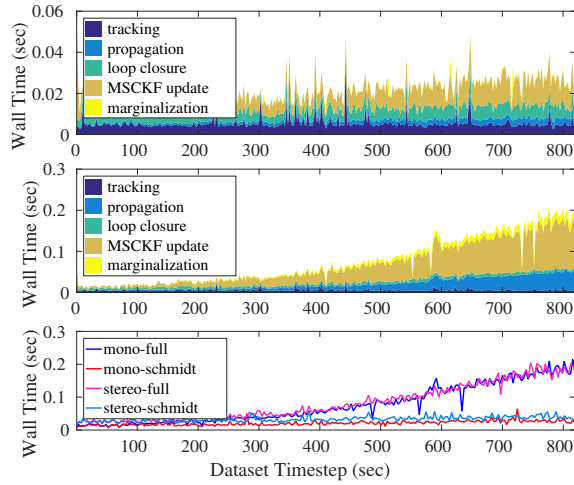 0.06
0.04
0.02
0
Wall Time (sec)
tracking
propagation
loop closure
MSCKF update
marginalization
0 100 200 300 400 500 600 700 800
0.3
0.2
0.1
0
Wall Time (sec)
tracking
propagation
loop closure
MSCKF update
marginalization
0 100 200 300 400 500 600 700 800
0.3
0.2
0.1
0
Wall Time (sec)
mono-full
mono-schmidt
stereo-full
stereo-schmidt
0 100 200 300 400 500 600 700 800
Dataset Timestep (sec)